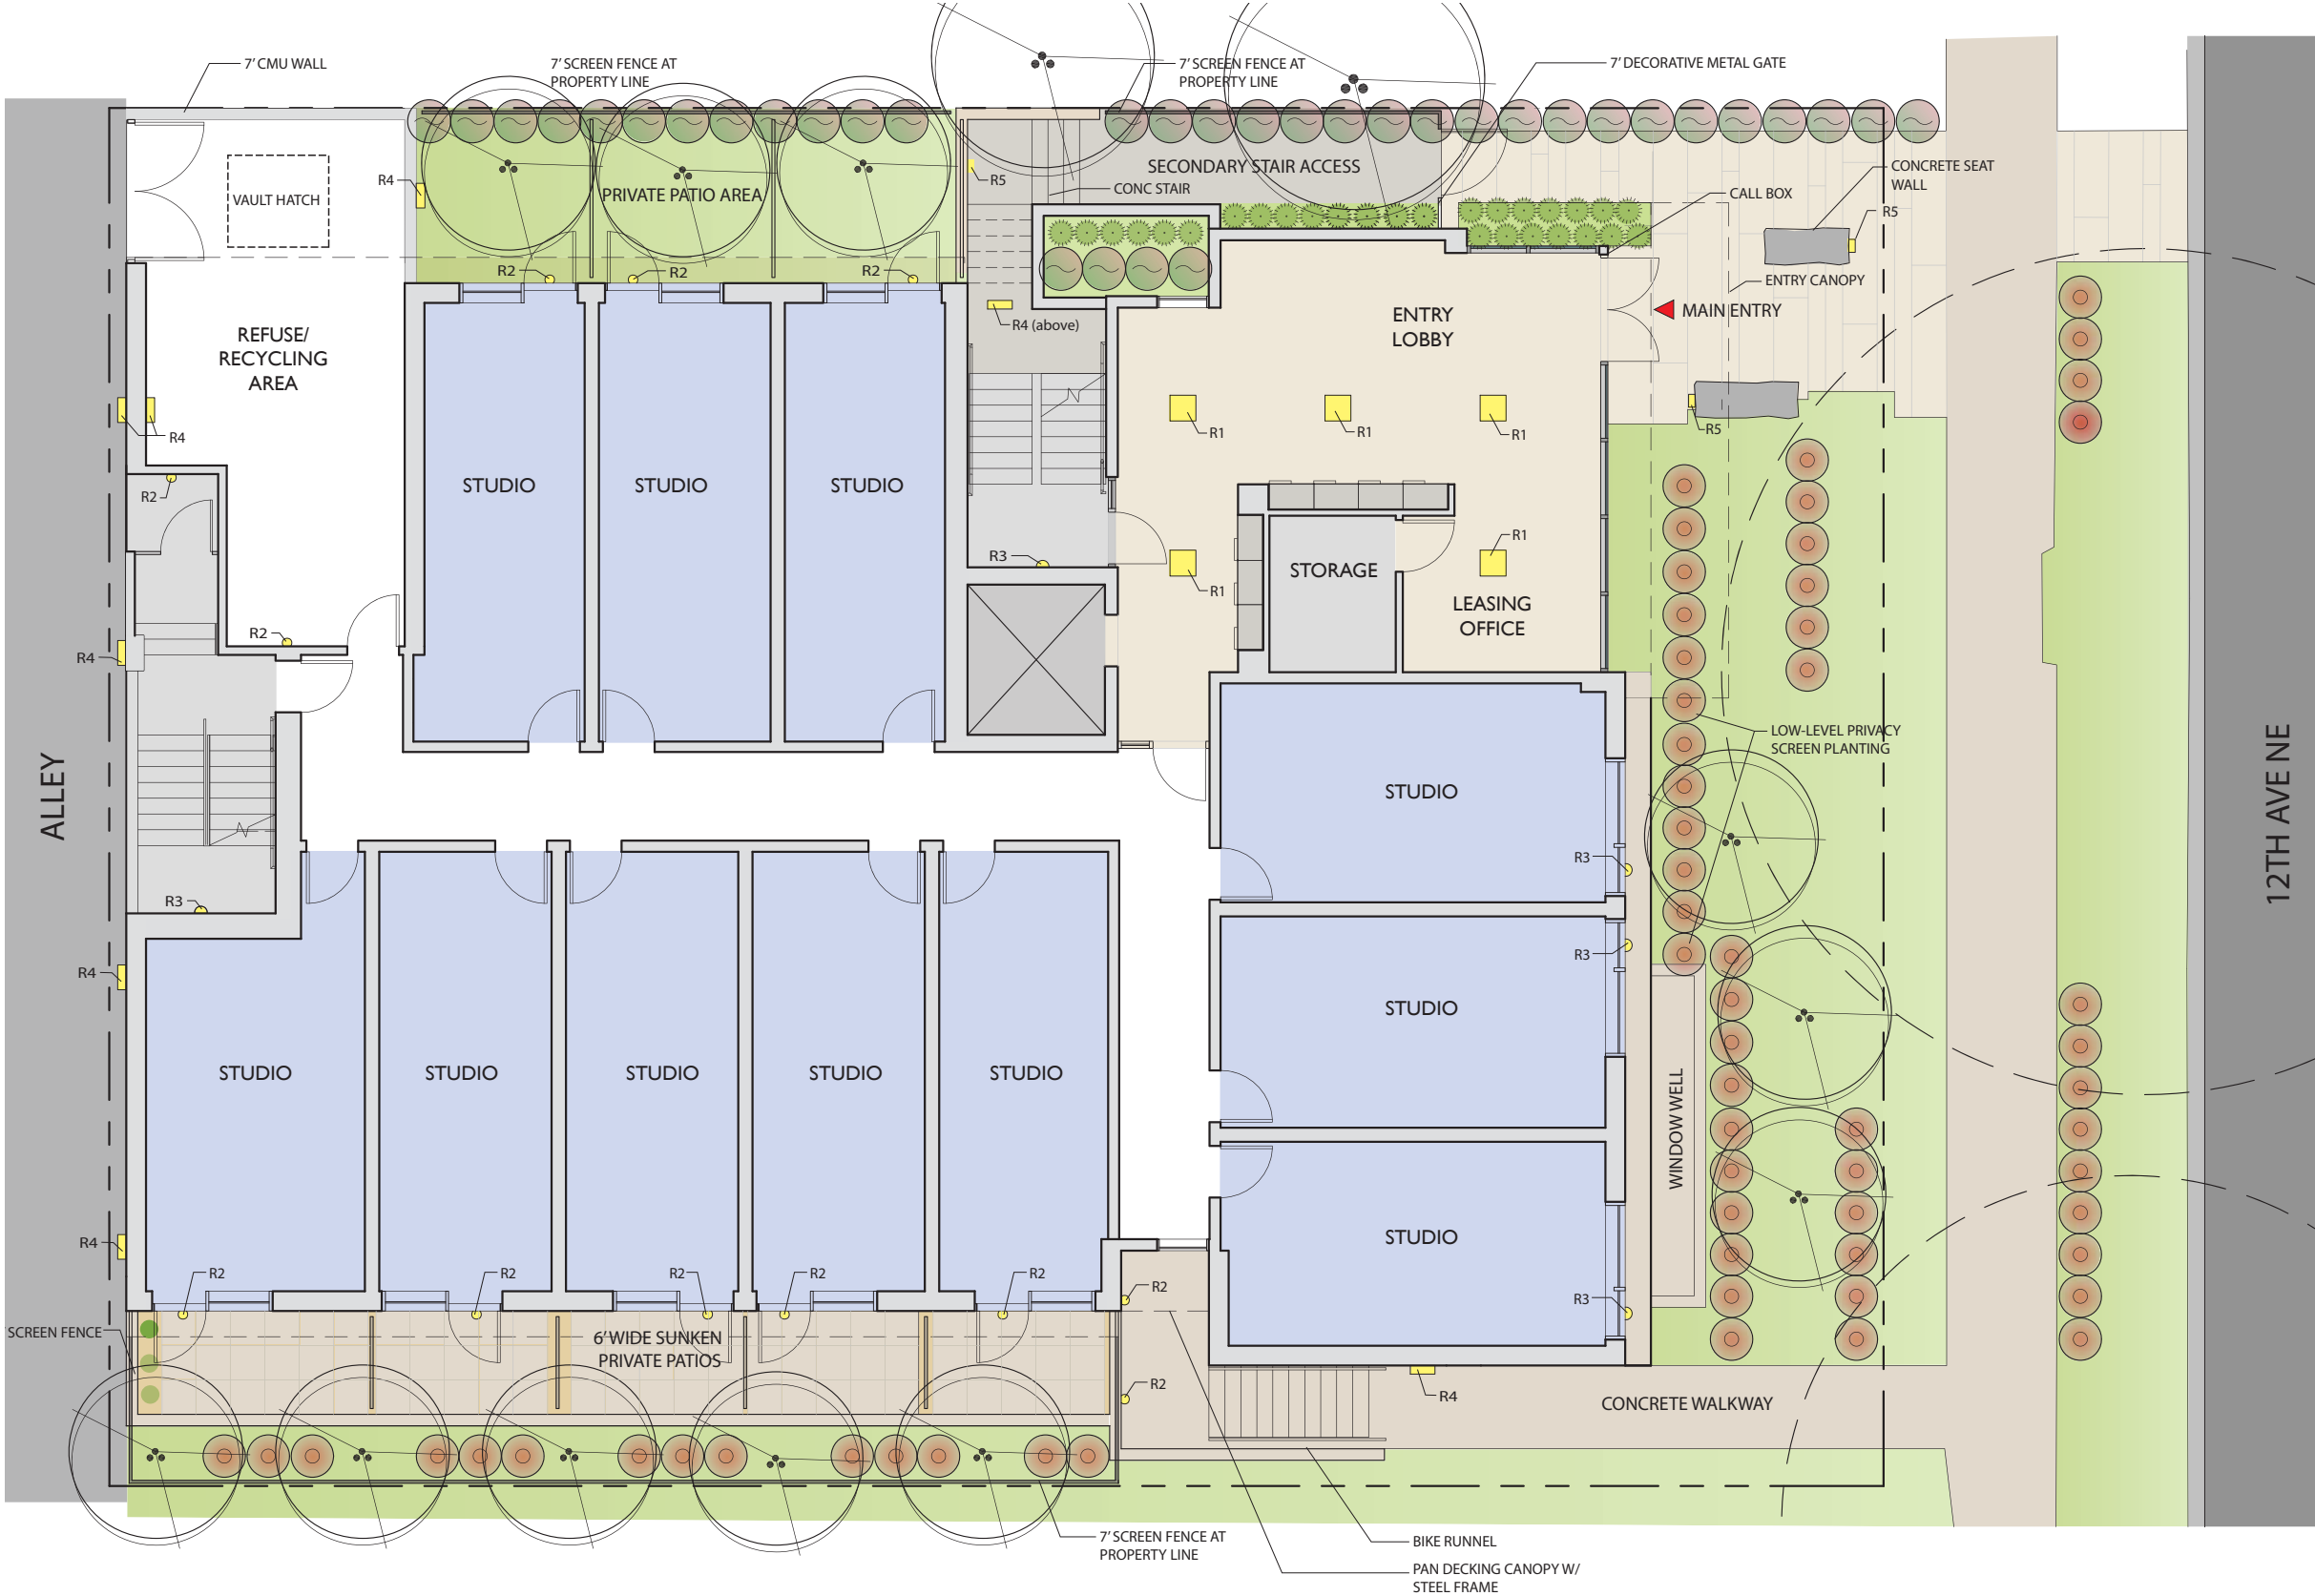 7' CMU WALL
7' SCREEN FENCE AT
PROPERTY LINE
7' SCREEN FENCE AT
PROPERTY LINE
7' DECORATIVE METAL GATE
VAULT HATCH
R4
PRIVATE PATIO AREA
R5
SECONDARY STAIR ACCESS
CONC STAIR
CALL BOX
CONCRETE SEAT
WALL
R5
R2
R2
R2
ENTRY CANOPY
MAIN ENTRY
R4 (above)
ENTRY
LOBBY
REFUSE/
RECYCLING
AREA
R4
R1
R1
R1
R5
R2
STUDIO
STUDIO
STUDIO
R3
R1
STORAGE
R1
LEASING
OFFICE
R2
R4
ALLEY
12TH AVE NE
LOW-LEVEL PRIVACY
SCREEN PLANTING
STUDIO
R3
R3
R3
R4
STUDIO
STUDIO
STUDIO
STUDIO
STUDIO
STUDIO
WINDOW WELL
R4
STUDIO
R2
R2
R2
R2
R2
R2
R3
SCREEN FENCE
6' WIDE SUNKEN
PRIVATE PATIOS
R2
R4
CONCRETE WALKWAY
7' SCREEN FENCE AT
PROPERTY LINE
BIKE RUNNEL
PAN DECKING CANOPY W/
STEEL FRAME